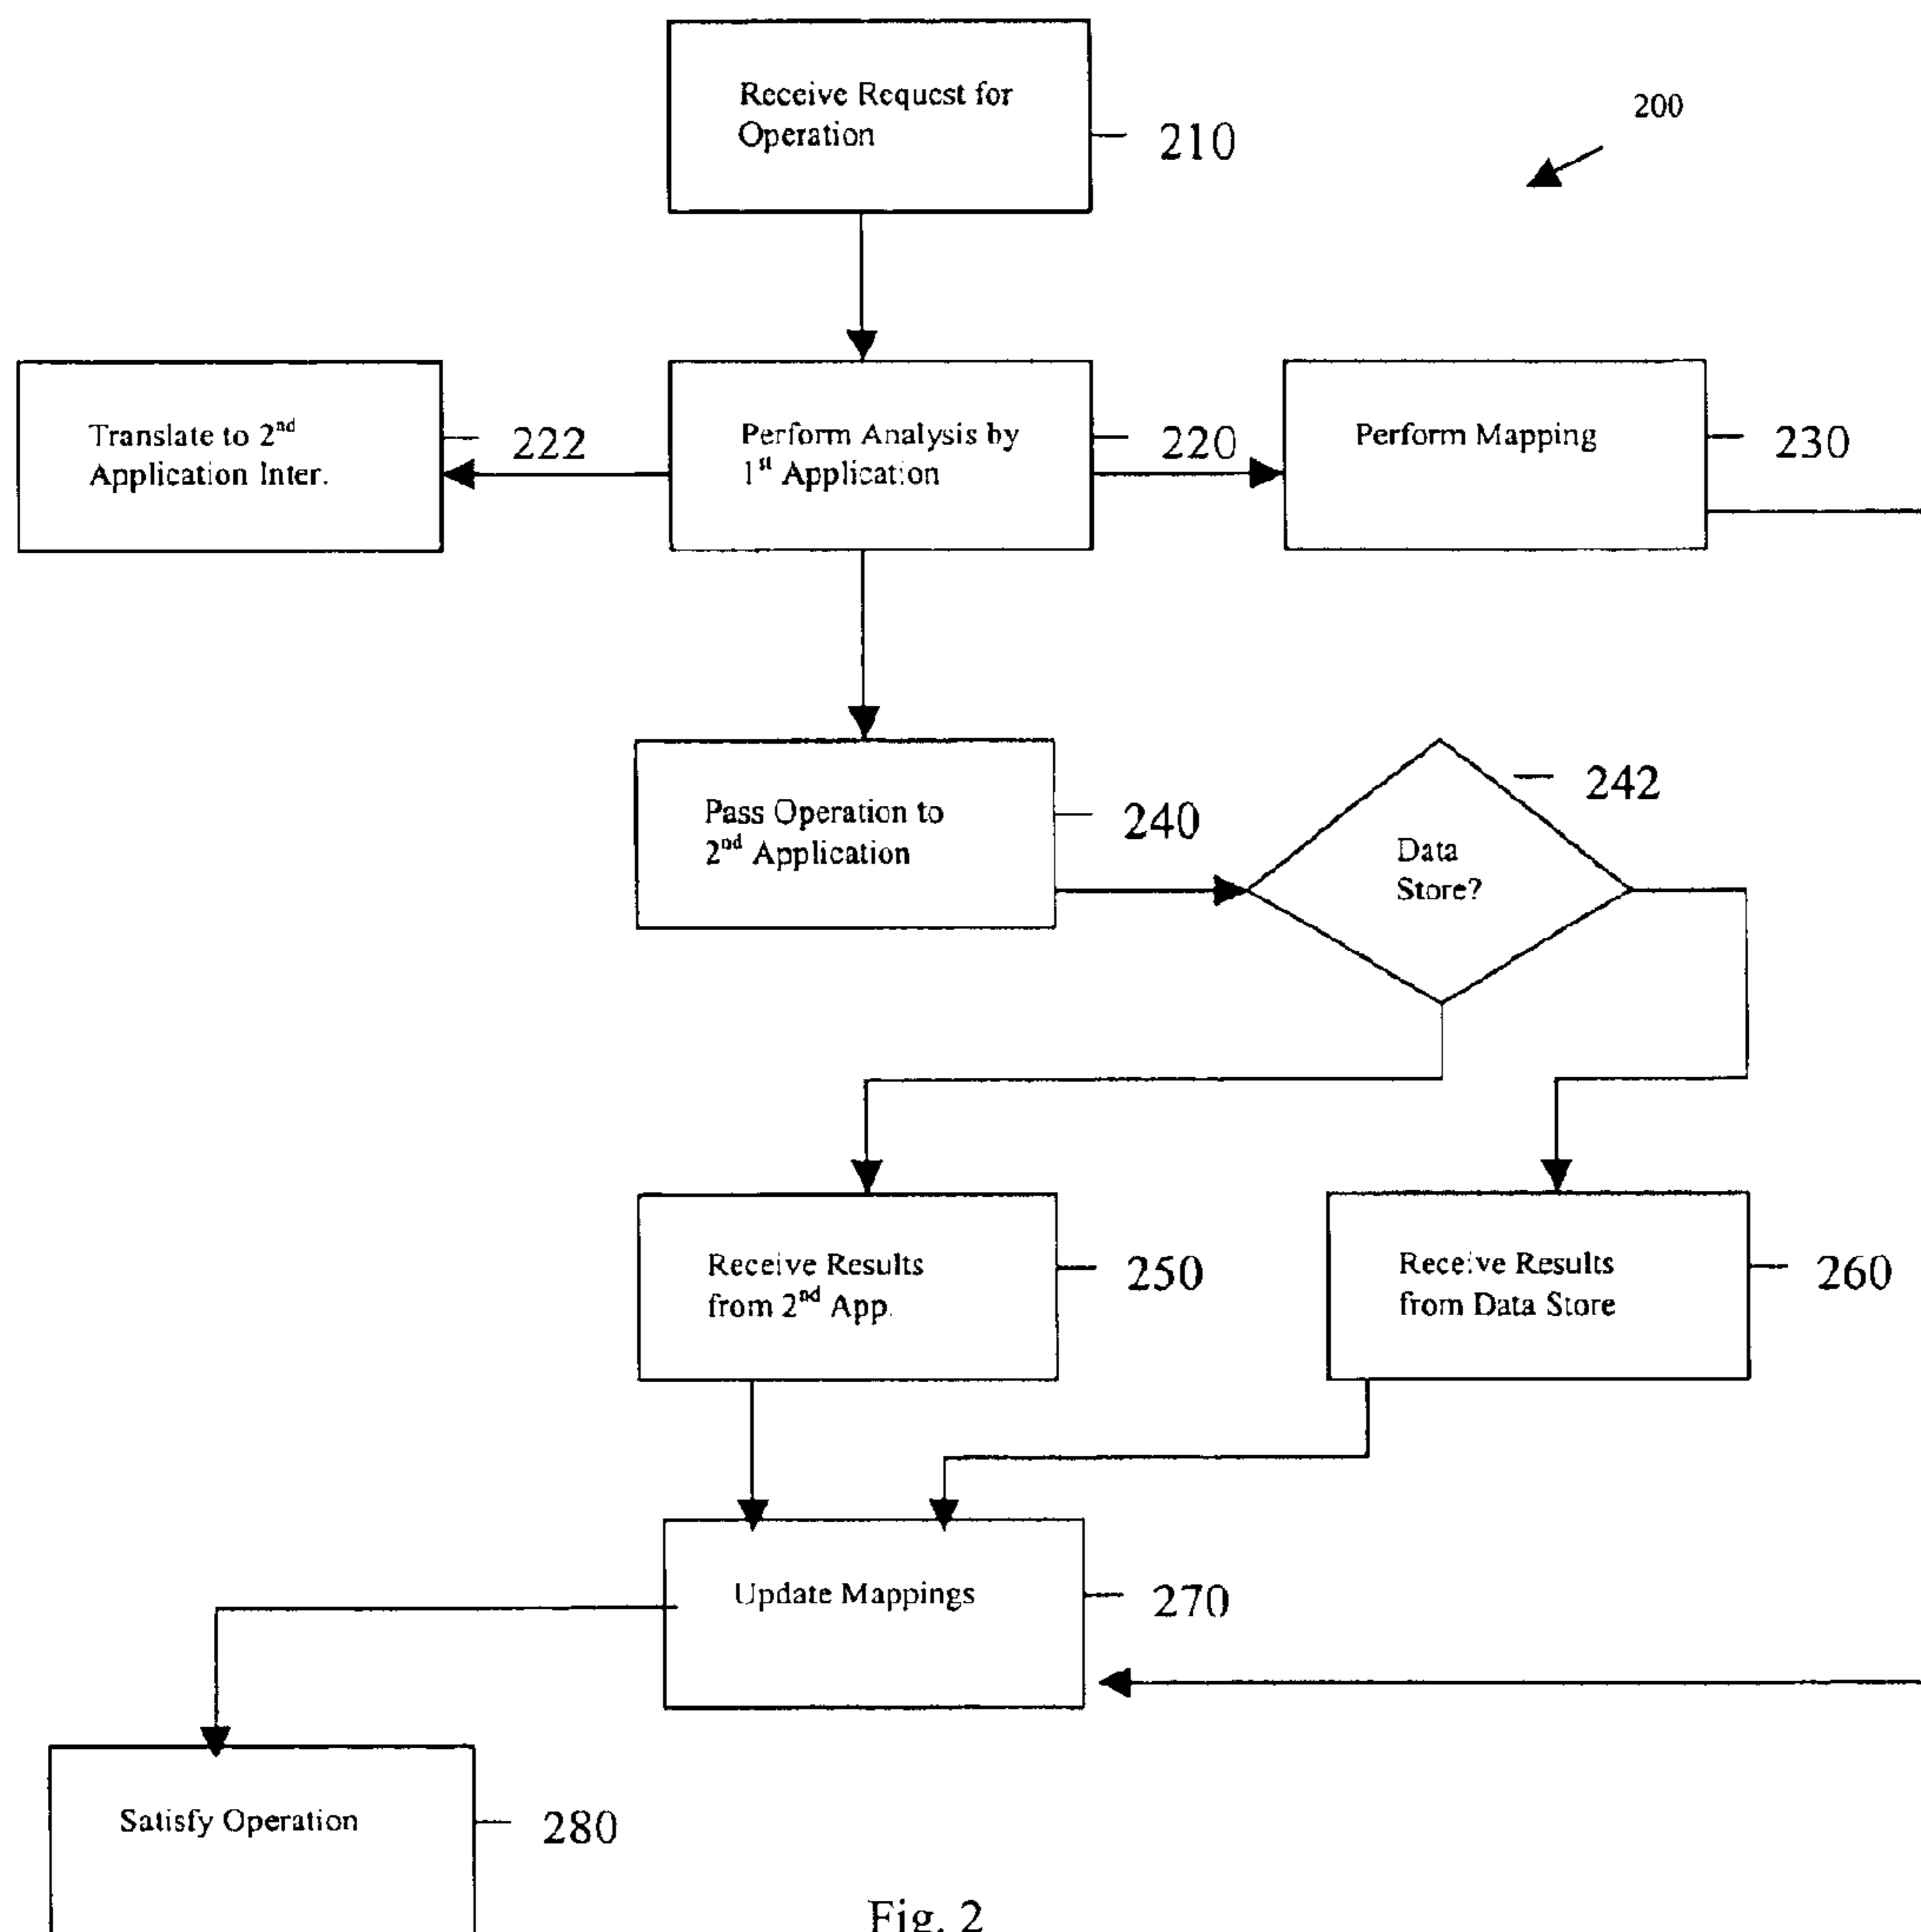 Receive Request for
Operation
210
200
Translate to 2nd
Application Inter.
222
Perform Analysis by
1st Application
220
Perform Mapping
230
Pass Operation to
2nd Application
240
Data
Store?
242
Receive Results
from 2nd App.
250
Receive Results
from Data Store
260
Update Mappings
270
Satisfy Operation
280
Fig. 2